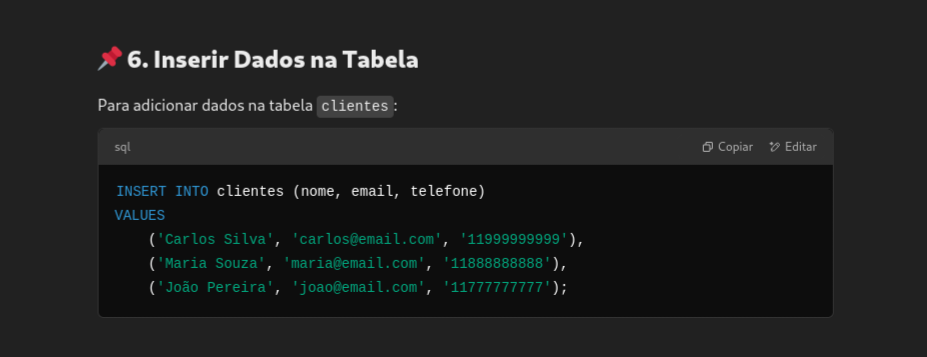 📌 6. Inserir Dados na Tabela
Para adicionar dados na tabela clientes:
sql
Copiar
Editar
INSERT INTO clientes (nome, email, telefone)
VALUES
    ('Carlos Silva', 'carlos@email.com', '11999999999'),
    ('Maria Souza', 'maria@email.com', '11888888888'),
    ('João Pereira', 'joao@email.com', '11777777777');